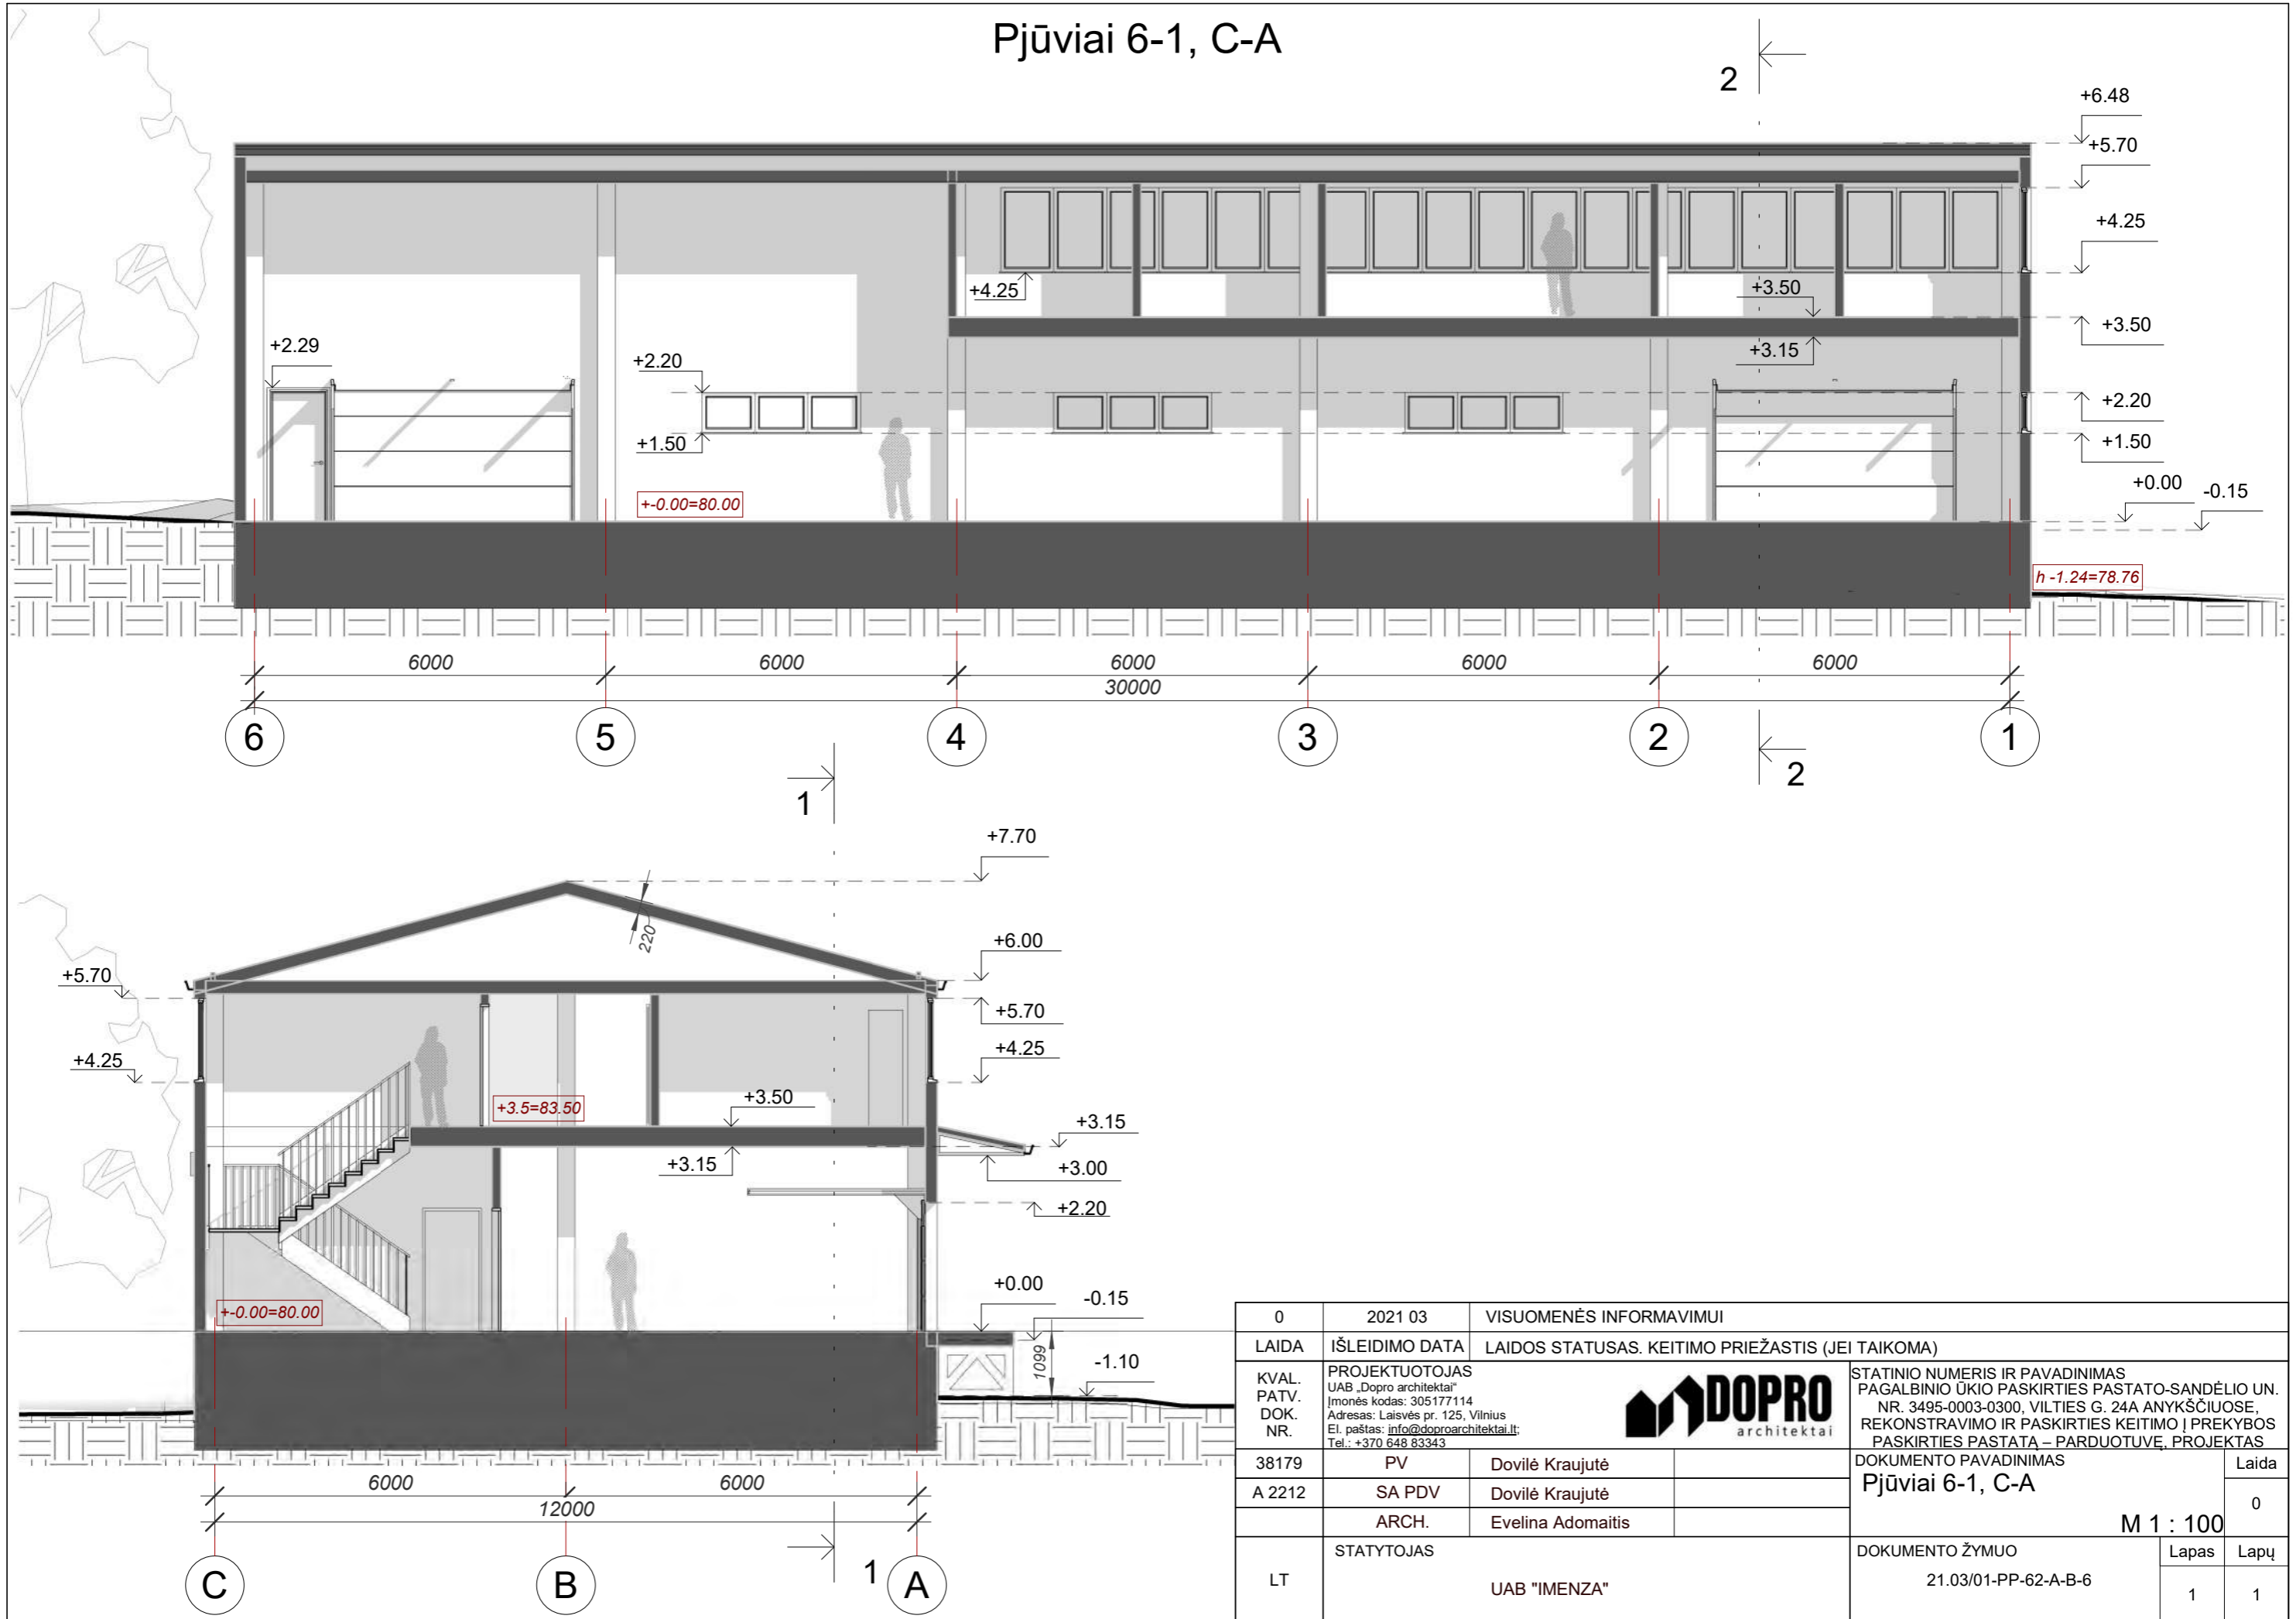 Pjūviai 6-1, C-A
2
+6.48
+5.70
+4.25
+4.25
+3.50
+3.50
+3.15
+2.29
+2.20
+2.20
+1.50
+1.50
+0.00
-0.15
+-0.00=80.00
h -1.24=78.76
6000
6000
6000
6000
6000
30000
6
5
4
3
2
1
2
1
+7.70
220
+6.00
+5.70
+5.70
+4.25
+4.25
+3.5=83.50
+3.50
+3.15
+3.15
+3.00
+2.20
+-0.00=80.00
+0.00
-0.15
1099
-1.10
6000
6000
12000
C
B
1
A
0
2021 03
VISUOMENĖS INFORMAVIMUI
LAIDA
IŠLEIDIMO DATA
LAIDOS STATUSAS. KEITIMO PRIEŽASTIS (JEI TAIKOMA)
KVAL.
PATV.
DOK.
NR.
PROJEKTUOTOJAS
UAB „Dopro architektai"
Įmonės kodas: 305177114
Adresas: Laisvės pr. 125, Vilnius
El. paštas: info@doproarchitektai.lt;
Tel.: +370 648 83343
DOPRO
architektai
STATINIO NUMERIS IR PAVADINIMAS
PAGALBINIO ŪKIO PASKIRTIES PASTATO-SANDĖLIO UN.
NR. 3495-0003-0300, VILTIES G. 24A ANYKŠČIUOSE,
REKONSTRAVIMO IR PASKIRTIES KEITIMO Į PREKYBOS
PASKIRTIES PASTATĄ – PARDUOTUVĘ, PROJEKTAS
38179
PV
Dovilė Kraujutė
A 2212
SA PDV
Dovilė Kraujutė
ARCH.
Evelina Adomaitis
DOKUMENTO PAVADINIMAS
Pjūviai 6-1, C-A
M 1 : 100
Laida
0
LT
STATYTOJAS
UAB "IMENZA"
DOKUMENTO ŽYMUO
21.03/01-PP-62-A-B-6
Lapas
Lapų
1
1